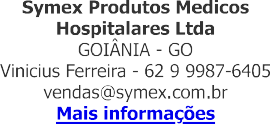 Symex Produtos Medicos
Hospitalares Ltda
GOIÂNIA - GO
Vinicius Ferreira - 62 9 9987-6405
vendas@symex.com.br
Mais informações